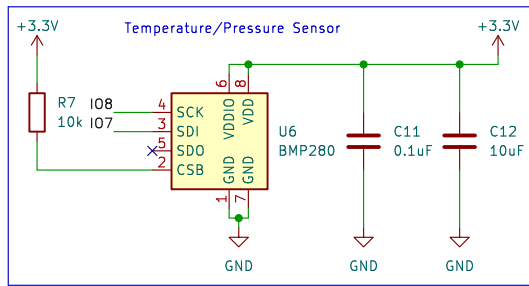 +3.3V
Temperature/Pressure Sensor
+3.3V
6
8
R7
10k
IO8
IO7
4
3
5
2
SCK
SDI
SDO
CSB
VDDIO
VDD
GND
GND
U6
BMP280
C11
0.1uF
C12
10uF
1
7
GND
GND
GND